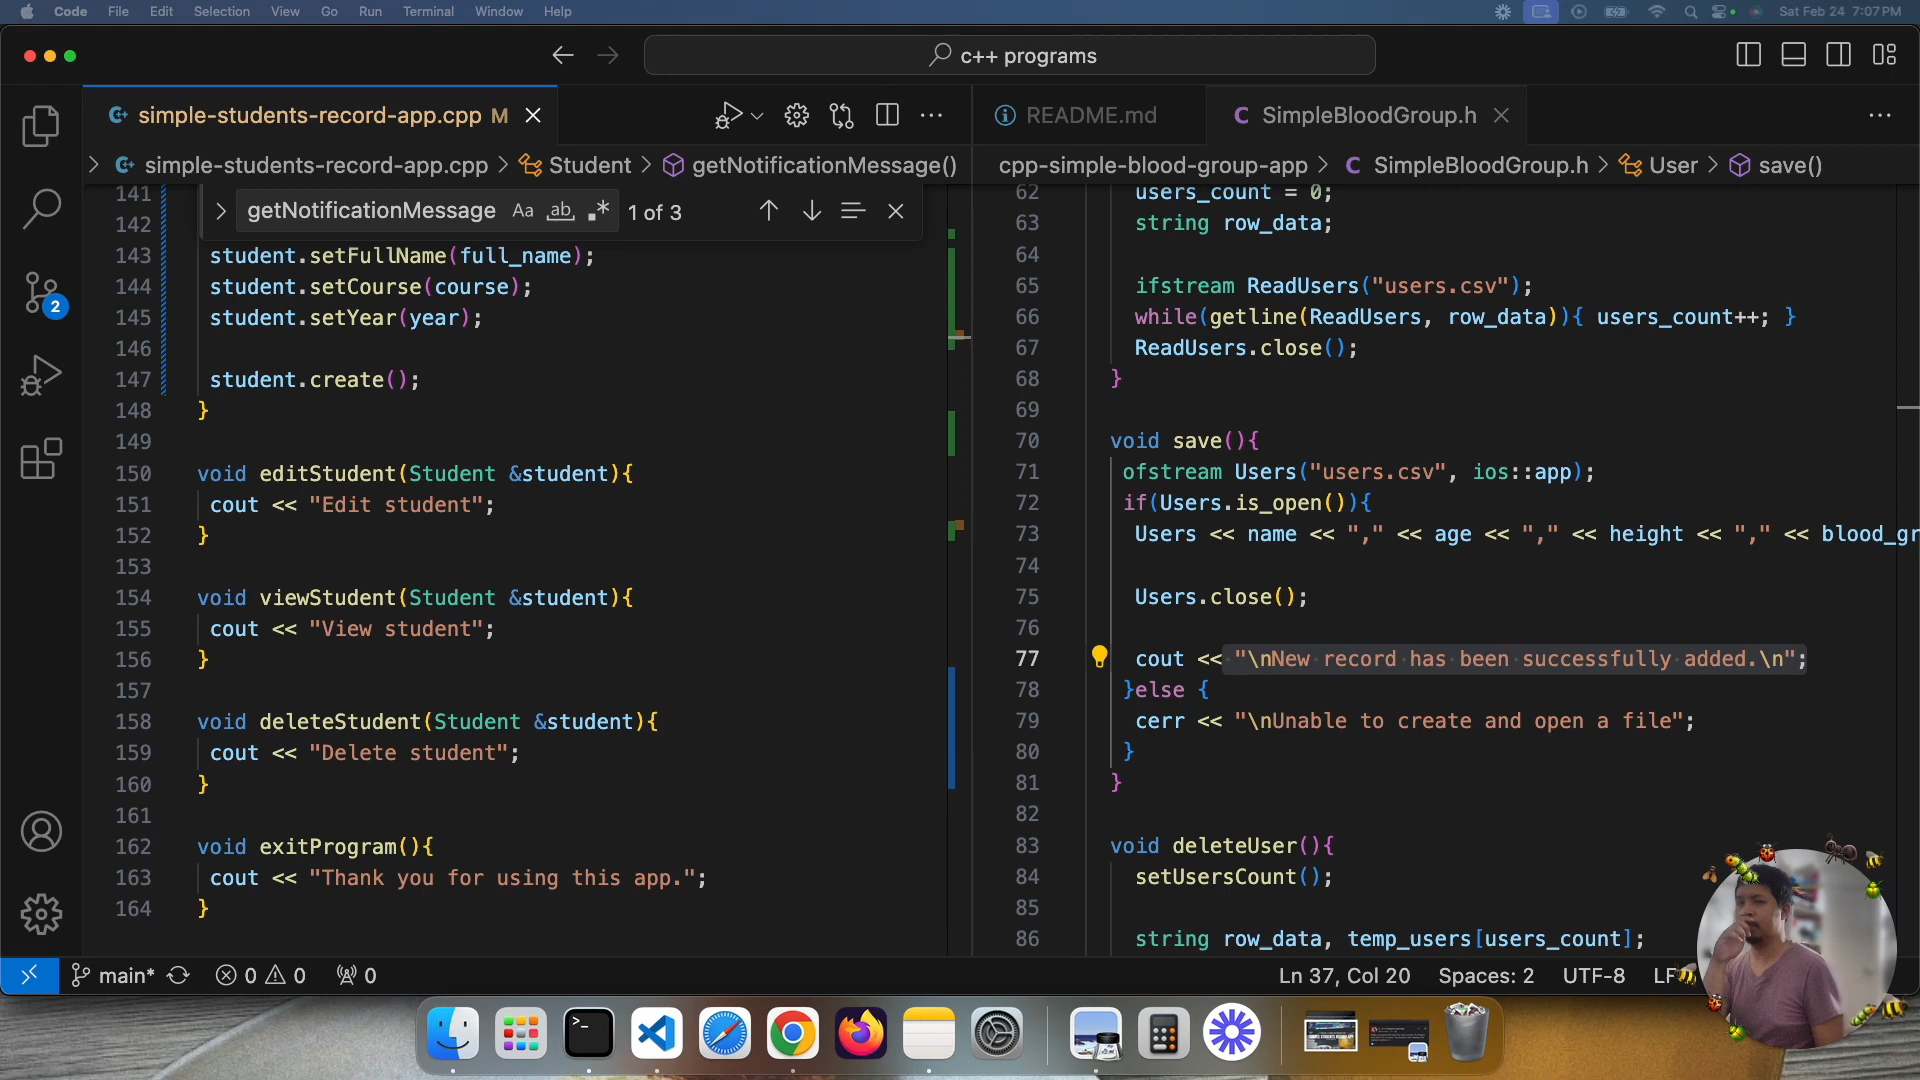 Code File Edit Selection View Go Run Terminal Window Help Sat Feb 24 7:07 PM
c++ programs
simple-students-record-app.cpp M
README.md
SimpleBloodGroup.h
simple-students-record-app.cpp > Student > getNotificationMessage()
cpp-simple-blood-group-app > SimpleBloodGroup.h > User > save()
getNotificationMessage Aa ab .* 1 of 3
141
142
143 student.setFullName(full_name);
144 student.setCourse(course);
145 student.setYear(year);
146
147 student.create();
148 }
149
150 void editStudent(Student &student){
151 cout << "Edit student";
152 }
153
154 void viewStudent(Student &student){
155 cout << "View student";
156 }
157
158 void deleteStudent(Student &student){
159 cout << "Delete student";
160 }
161
162 void exitProgram(){
163 cout << "Thank you for using this app.";
164 }
62 users_count = 0;
63 string row_data;
64
65 ifstream ReadUsers("users.csv");
66 while(getline(ReadUsers, row_data)){ users_count++; }
67 ReadUsers.close();
68 }
69
70 void save(){
71 ofstream Users("users.csv", ios::app);
72 if(Users.is_open()){
73 Users << name << "," << age << "," << height << "," << blood_gr
74
75 Users.close();
76
77 cout << "\nNew record has been successfully added.\n";
78 }else {
79 cerr << "\nUnable to create and open a file";
80 }
81 }
82
83 void deleteUser(){
84 setUsersCount();
85
86 string row_data, temp_users[users_count];
2
main* 0 0 0
Ln 37, Col 20 Spaces: 2 UTF-8 LF